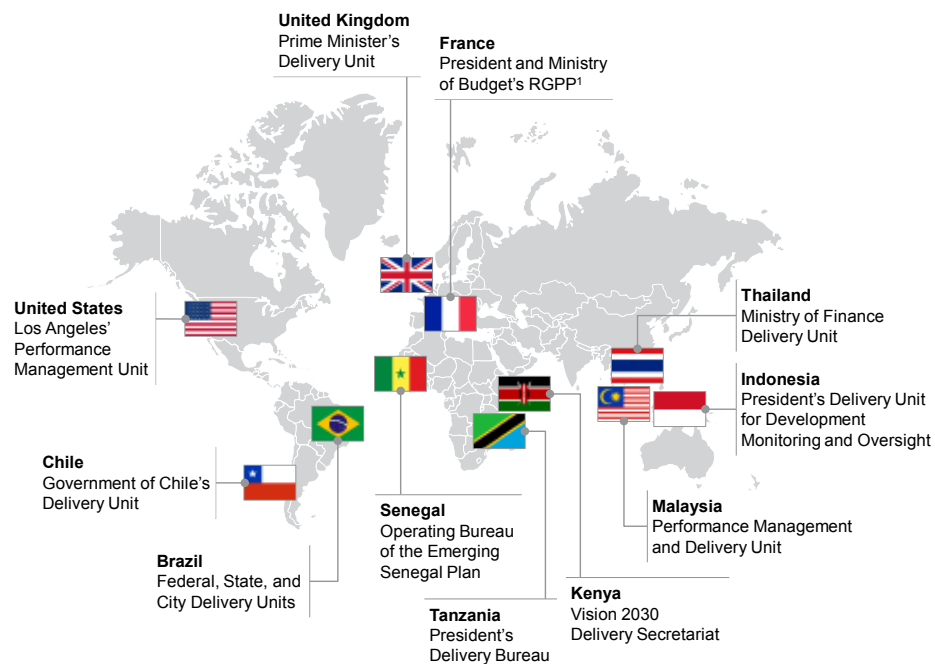 United Kingdom
Prime Minister’s
Delivery Unit
France
President and Ministry
of Budget’s RGPP¹
United States
Los Angeles’
Performance
Management Unit
Thailand
Ministry of Finance
Delivery Unit
Indonesia
President’s Delivery Unit
for Development
Monitoring and Oversight
Chile
Government of Chile’s
Delivery Unit
Senegal
Operating Bureau
of the Emerging
Senegal Plan
Malaysia
Performance Management
and Delivery Unit
Brazil
Federal, State, and
City Delivery Units
Tanzania
President’s
Delivery Bureau
Kenya
Vision 2030
Delivery Secretariat